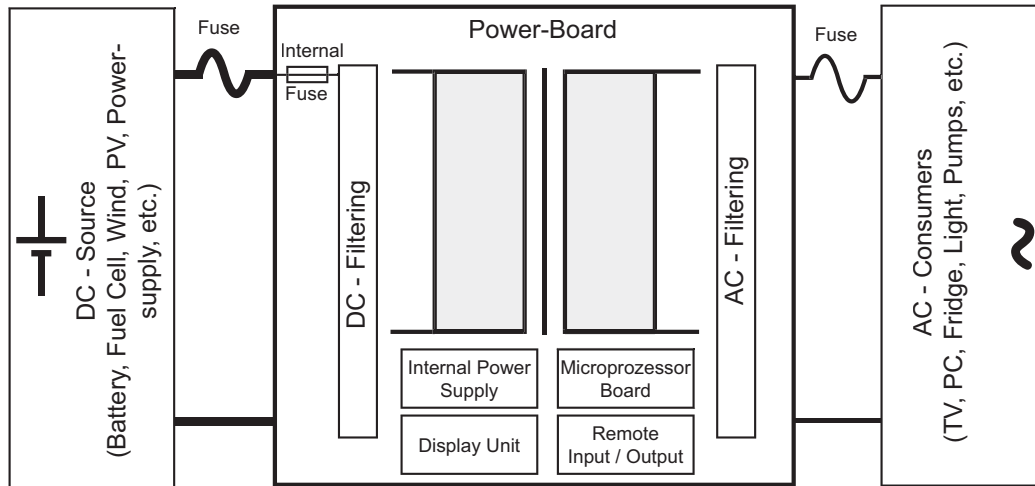 Fuse
Internal
Fuse
Power-Board
Fuse
DC - Source
(Battery, Fuel Cell, Wind, PV, Power-
supply, etc.)
DC - Filtering
AC - Filtering
AC - Consumers
(TV, PC, Fridge, Light, Pumps, etc.)
Internal Power
Supply
Microprozessor
Board
Display Unit
Remote
Input / Output